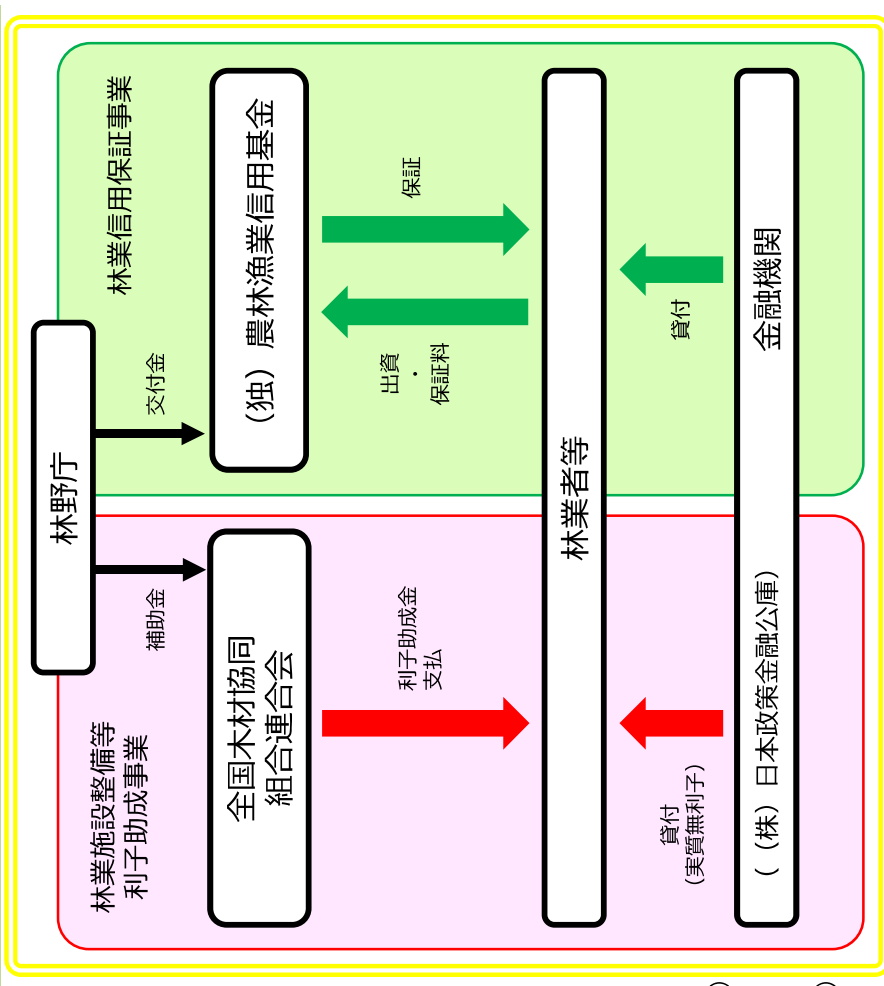 林野庁
林業施設整備等
利子助成事業
補助金
全国木材協同
組合連合会
利子助成金
支払
貸付
（実質無利子）
林業信用保証事業
交付金
（独）農林漁業信用基金
出資
・
保証料
保証
貸付
林業者等
（（株）日本政策金融公庫） 金融機関